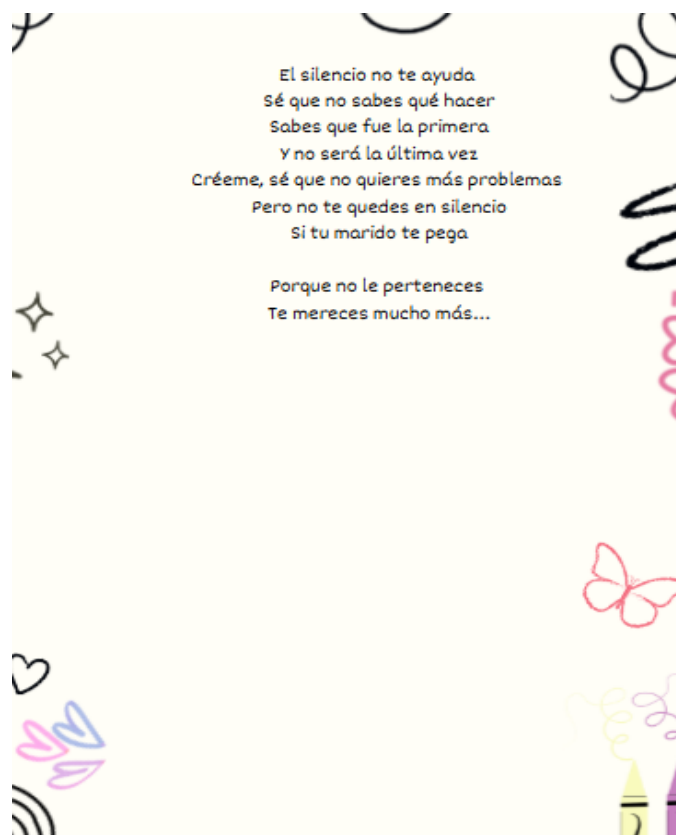 El silencio no te ayuda
Sé que no sabes qué hacer
Sabes que fue la primera
Y no será la última vez
Créeme, sé que no quieres más problemas
Pero no te quedes en silencio
Si tu marido te pega
Porque no le perteneces
Te mereces mucho más...